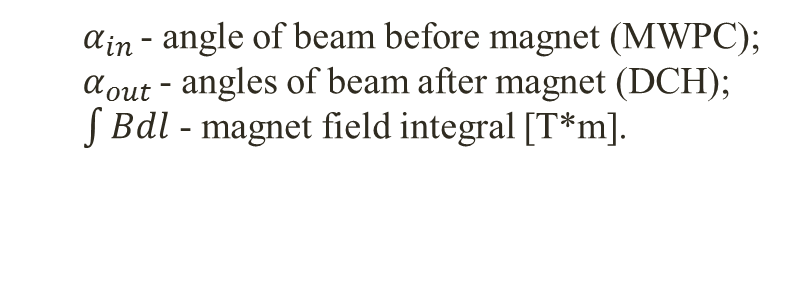 α_in - angle of beam before magnet (MWPC);
α_out - angles of beam after magnet (DCH);
∫ Bdl - magnet field integral [T*m].